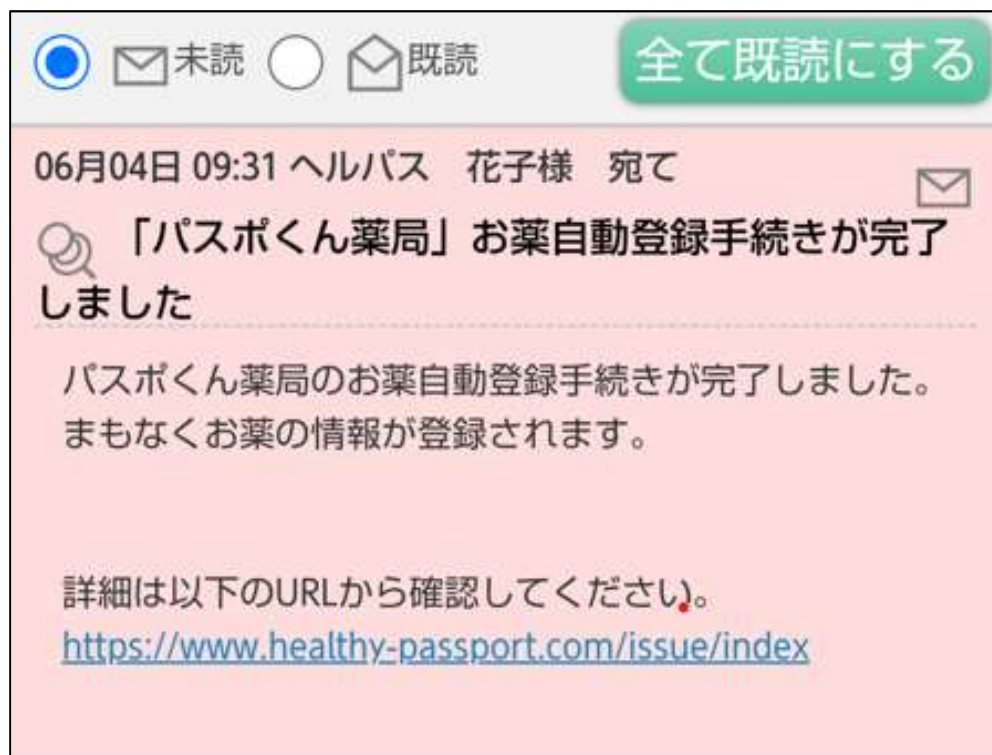 未読 既読 全て既読にする
06月04日 09:31 ヘルパス　花子様　宛て
「パスポくん薬局」お薬自動登録手続きが完了
しました
パスポくん薬局のお薬自動登録手続きが完了しました。
まもなくお薬の情報が登録されます。
詳細は以下のURLから確認してください。
https://www.healthy-passport.com/issue/index